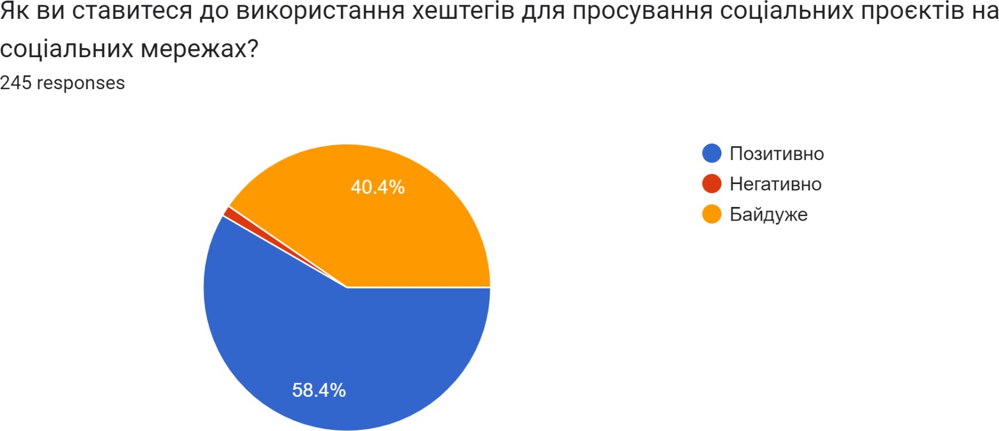 Як ви ставитеся до використання хештегів для просування соціальних проєктів на
соціальних мережах?
245 responses
40.4%
58.4%
Позитивно
Негативно
Байдуже